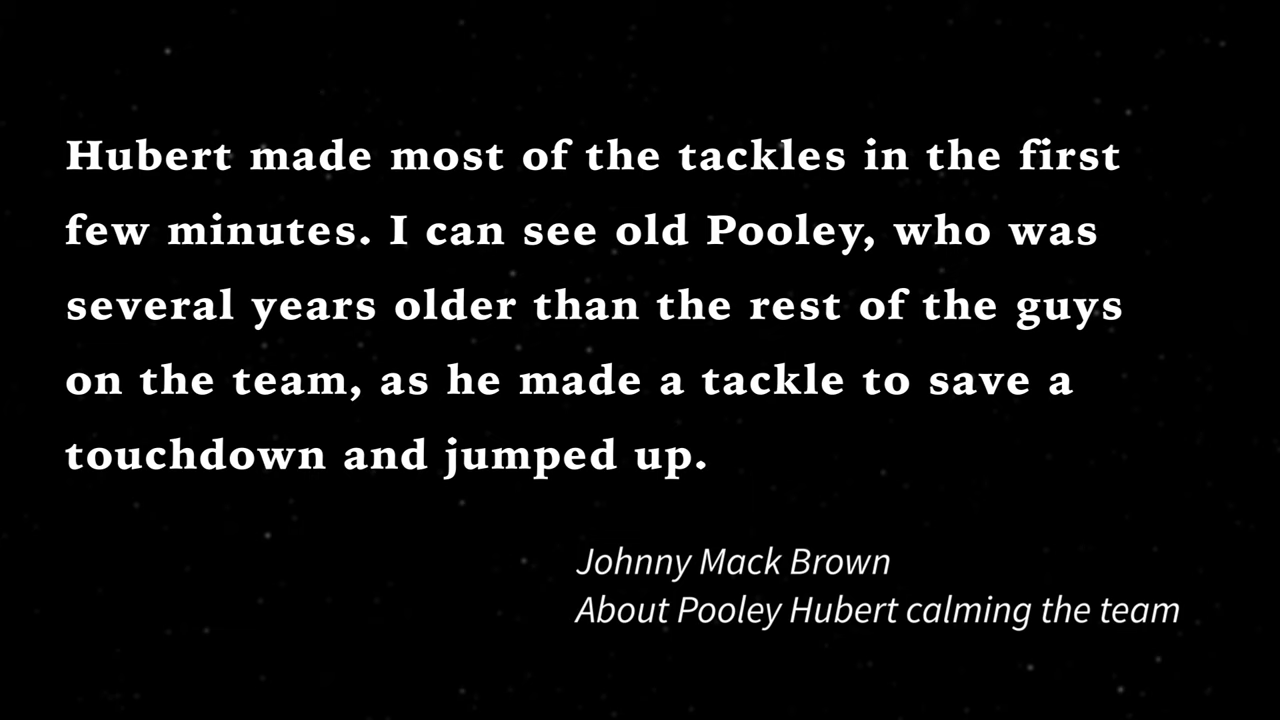 Hubert made most of the tackles in the first
few minutes. I can see old Pooley, who was
several years older than the rest of the guys
on the team, as he made a tackle to save a
touchdown and jumped up.
Johnny Mack Brown
About Pooley Hubert calming the team